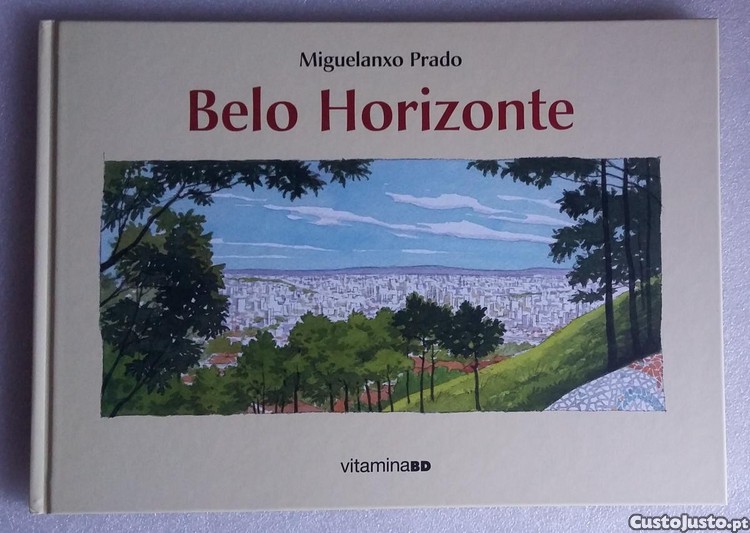 Miguelanxo Prado
Belo Horizonte
vitaminaBD
CustoJusto.pt